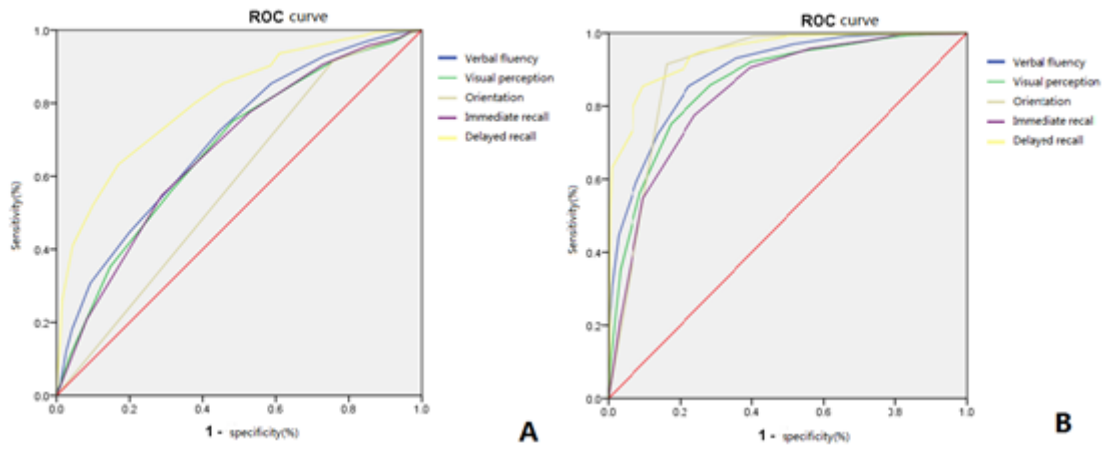 ROC curve
1.0
0.8
0.6
0.4
0.2
0.0
Sensitivity(%)
0.0 0.2 0.4 0.6 0.8 1.0
1 - specificity(%)
Verbal fluency
Visual perception
Orientation
Immediate recall
Delayed recall
A
ROC curve
1.0
0.8
0.6
0.4
0.2
0.0
Sensitivity(%)
0.0 0.2 0.4 0.6 0.8 1.0
1 - specificity(%)
Verbal fluency
Visual perception
Orientation
Immediate recall
Delayed recall
B